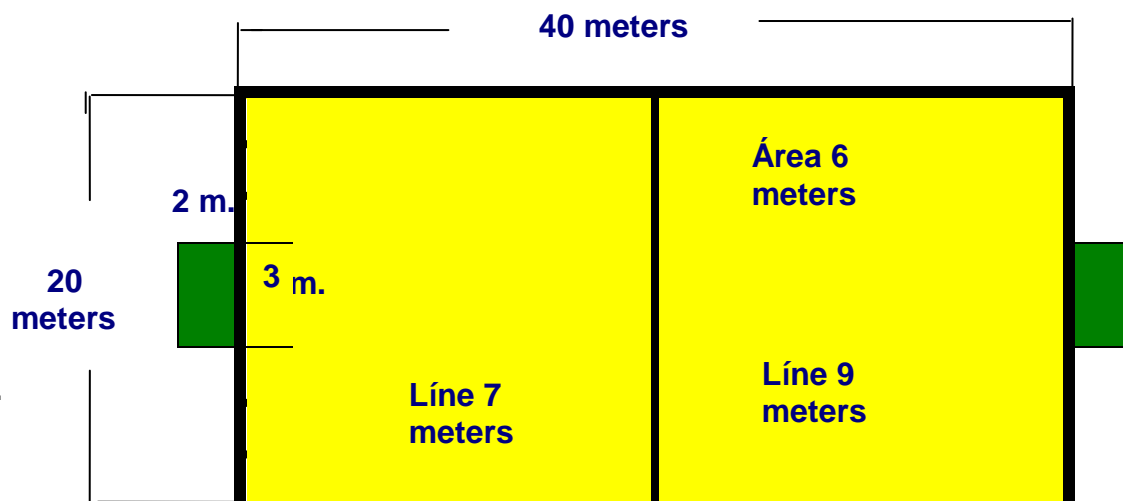 40 meters
Área 6
meters
2 m.
3 m.
20
meters
Líne 7
meters
Líne 9
meters